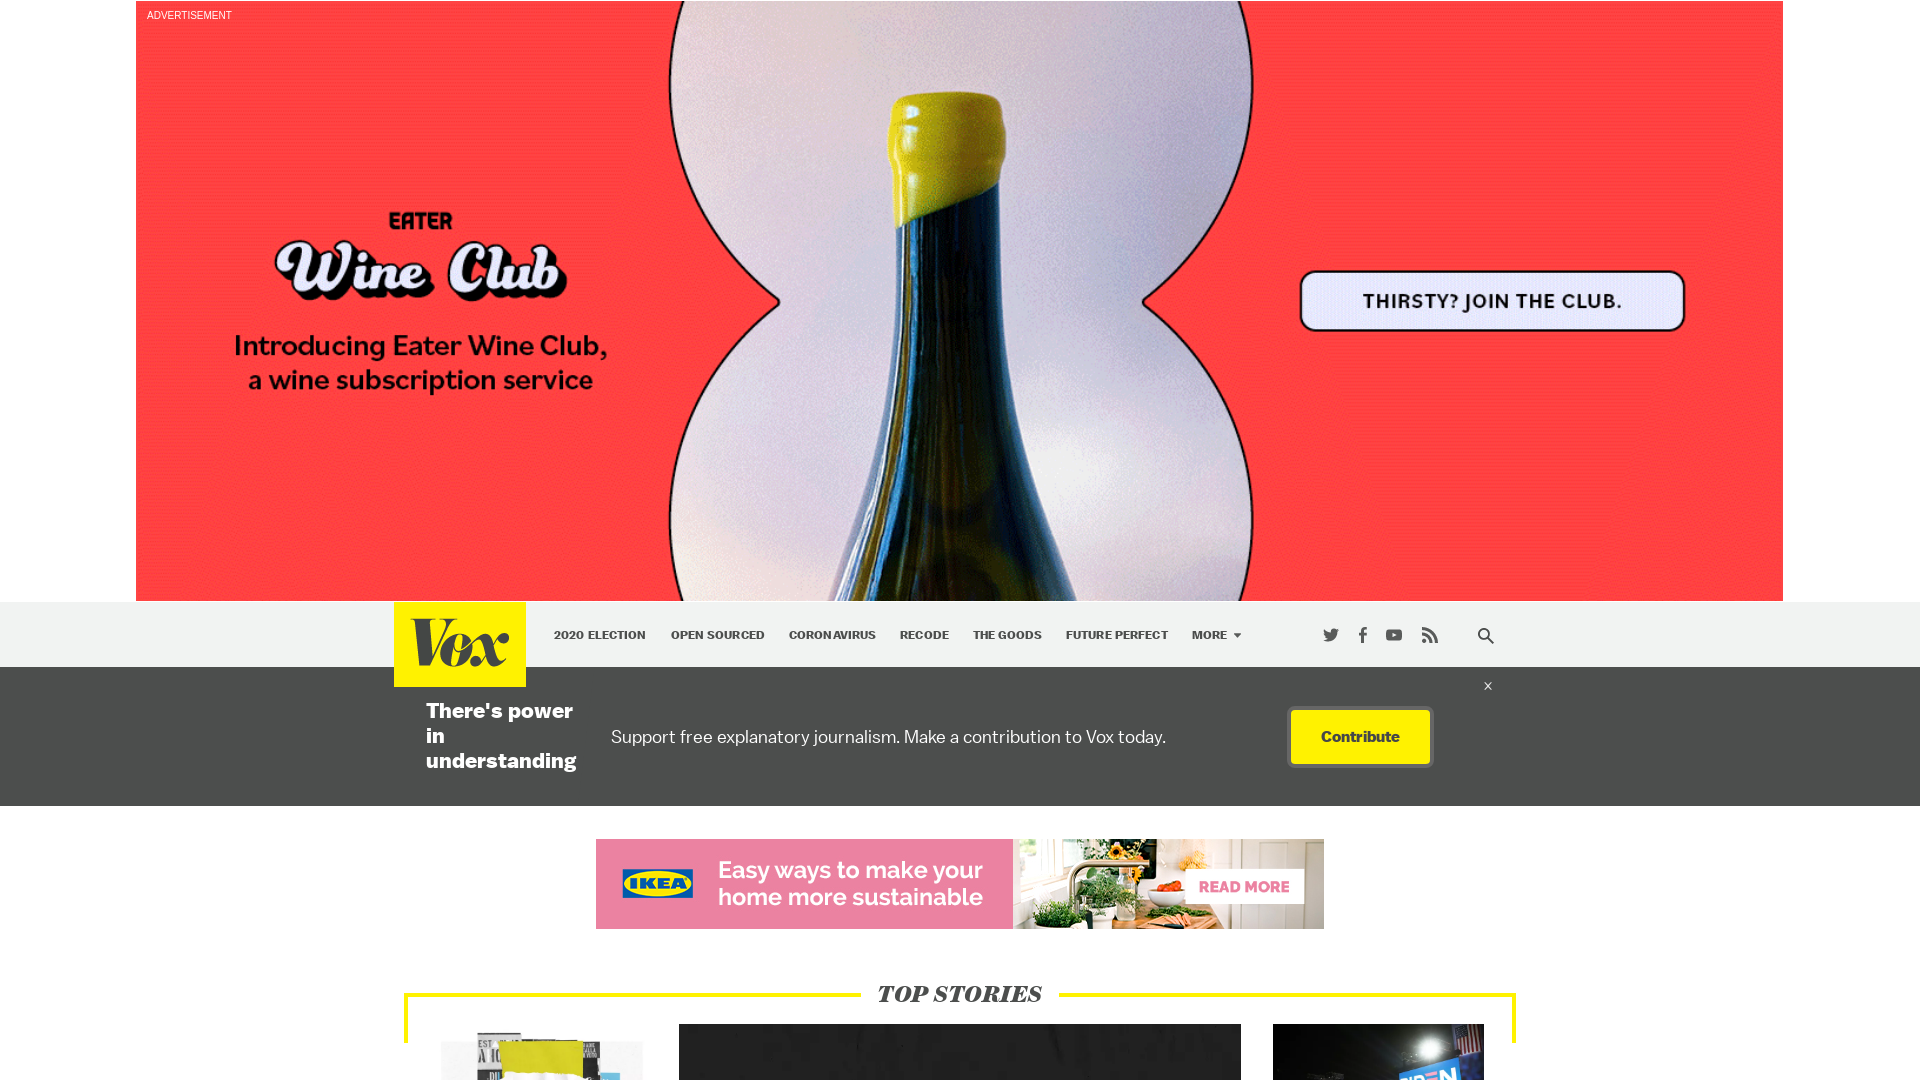 ADVERTISEMENT
EATER
Wine Club
Introducing Eater Wine Club,
a wine subscription service
THIRSTY? JOIN THE CLUB.
Vox
2020 ELECTION
OPEN SOURCED
CORONAVIRUS
RECODE
THE GOODS
FUTURE PERFECT
MORE
There's power
in
understanding
Support free explanatory journalism. Make a contribution to Vox today.
Contribute
IKEA
Easy ways to make your
home more sustainable
READ MORE
TOP STORIES